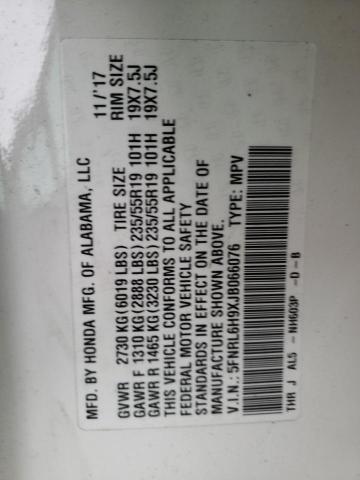 MFD. BY HONDA MFG. OF ALABAMA, LLC 11/'17
TIRE SIZE RIM SIZE
GVWR 2730 KG(6019 LBS)
GAWR F 1310 KG(2888 LBS) 235/55R19 101H 19X7.5J
GAWR R 1465 KG(3230 LBS) 235/55R19 101H 19X7.5J
THIS VEHICLE CONFORMS TO ALL APPLICABLE
FEDERAL MOTOR VEHICLE SAFETY
STANDARDS IN EFFECT ON THE DATE OF
MANUFACTURE SHOWN ABOVE.
V.I.N.: 5FNRL6H9XJB066076 TYPE: MPV
THR J AL5 - NH603P -D-B